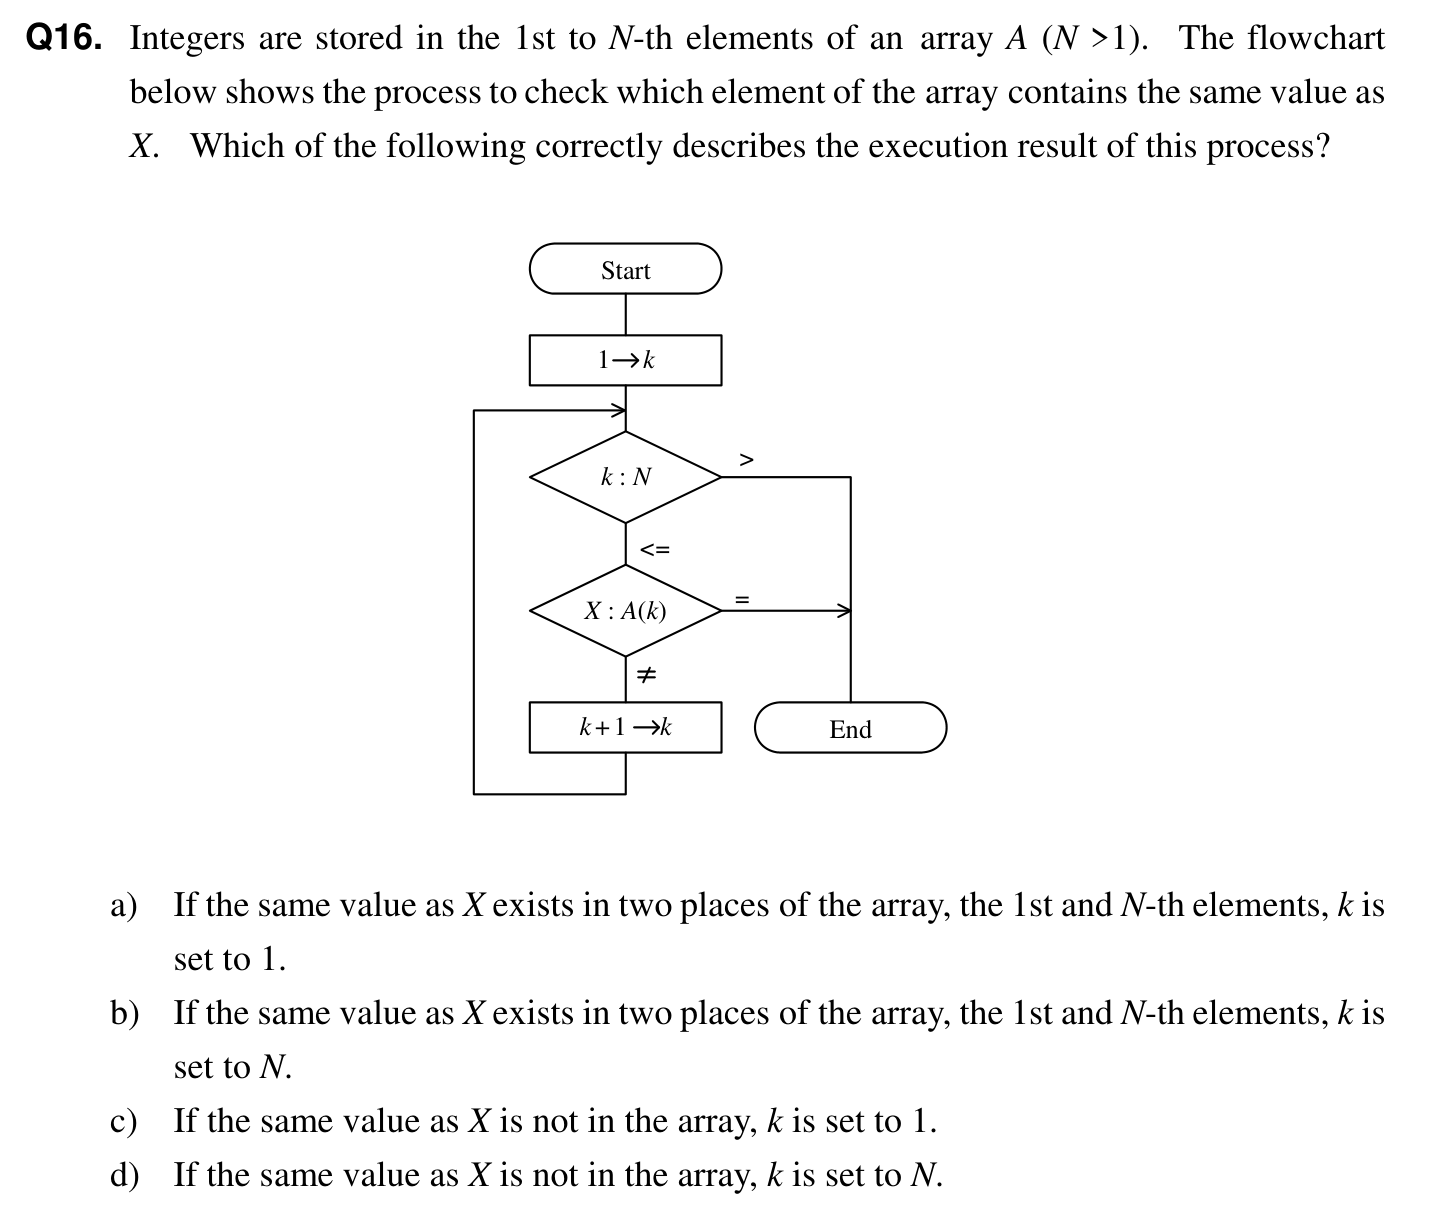 Q16. Integers are stored in the 1st to N-th elements of an array A (N >1). The flowchart
below shows the process to check which element of the array contains the same value as
X. Which of the following correctly describes the execution result of this process?
Start
1→k
k : N
>
<=
X : A(k)
=
≠
k+1→k
End
a) If the same value as X exists in two places of the array, the 1st and N-th elements, k is
set to 1.
b) If the same value as X exists in two places of the array, the 1st and N-th elements, k is
set to N.
c) If the same value as X is not in the array, k is set to 1.
d) If the same value as X is not in the array, k is set to N.